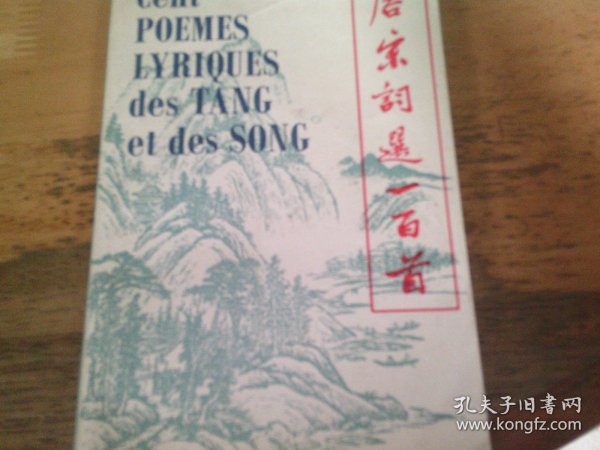 cent
POEMES
LYRIQUES
des TANG
et des SONG
唐宋詞選一百首
孔夫子旧书网
www.kongfz.com